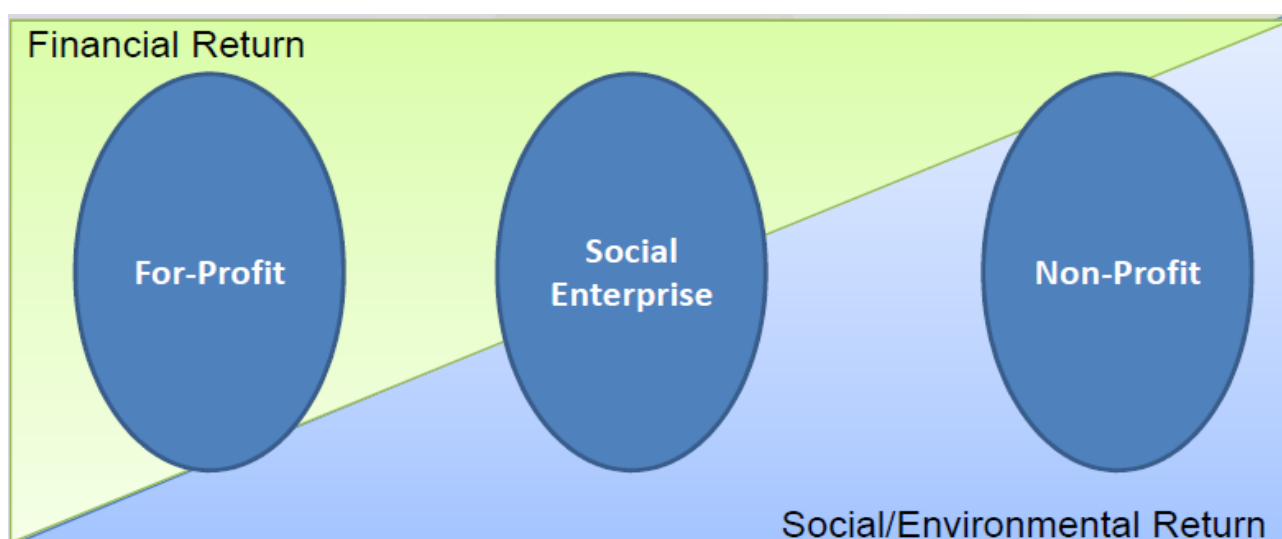 Financial Return
For-Profit
Social
Enterprise
Non-Profit
Social/Environmental Return